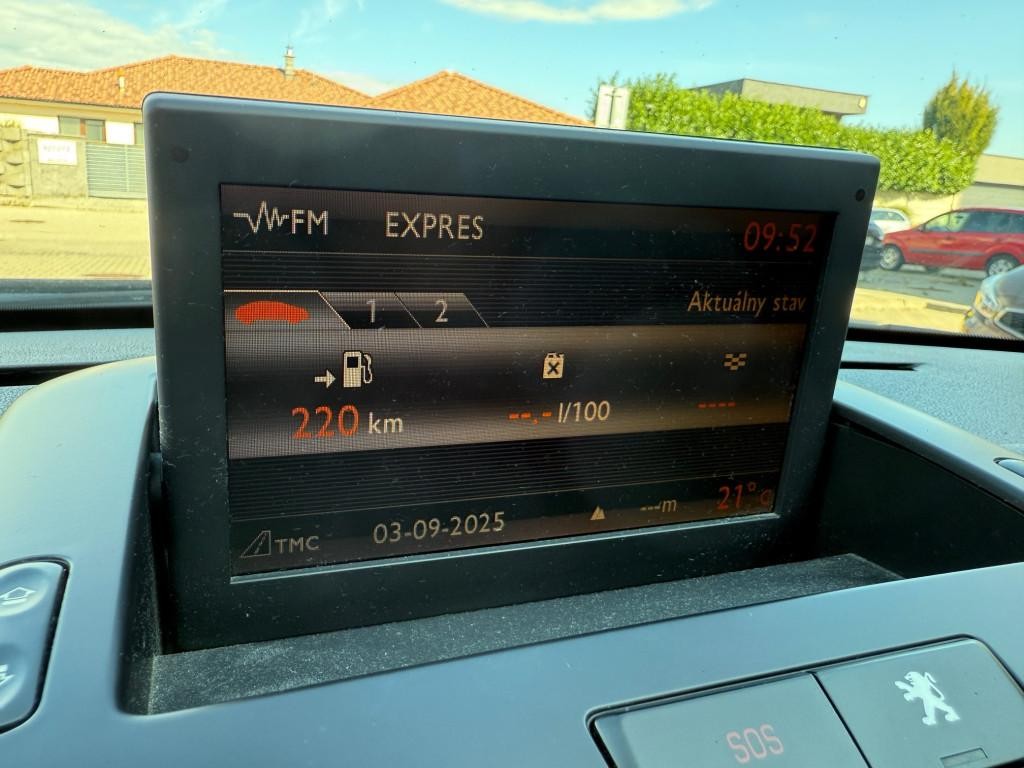 FM EXPRES 09:52
1 2 Aktuálny stav
220 km --.- l/100 ----
TMC 03-09-2025 ---m 21°C
SOS